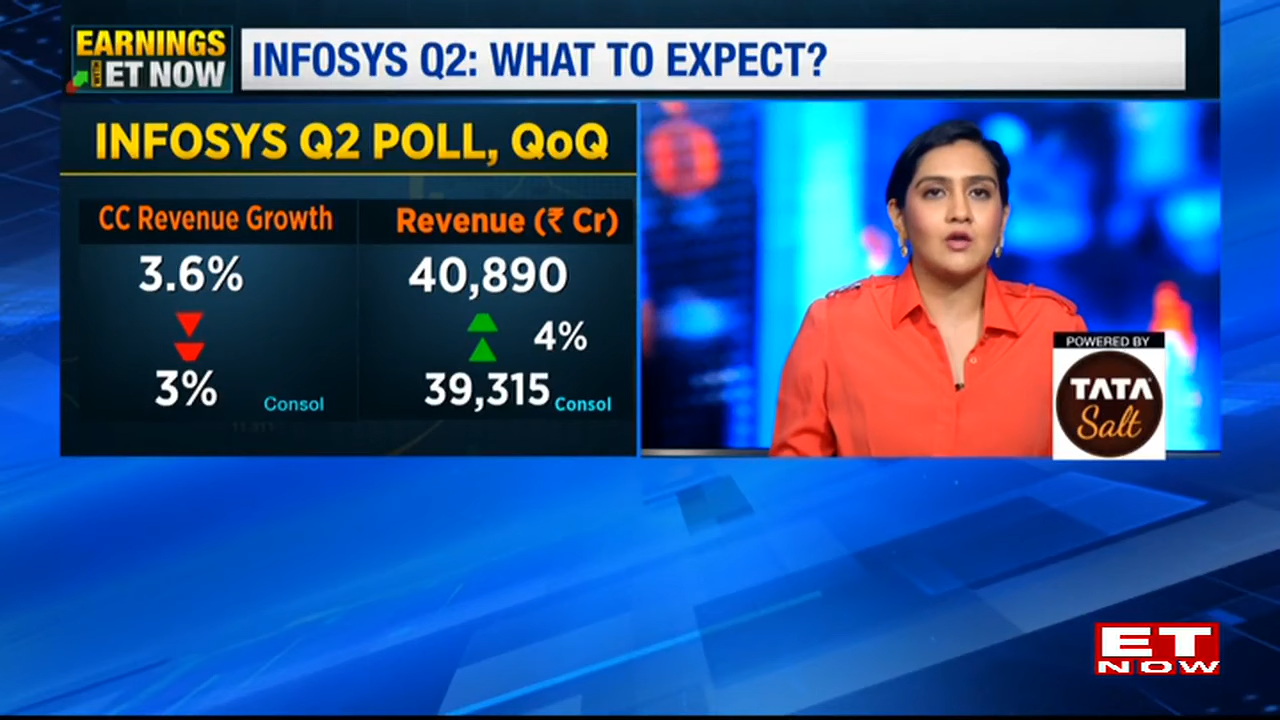 EARNINGS
WITH
ET NOW
INFOSYS Q2: WHAT TO EXPECT?
INFOSYS Q2 POLL, QoQ
CC Revenue Growth
Revenue (₹ Cr)
3.6%
40,890
4%
3%
Consol
39,315
Consol
POWERED BY
TATA
Salt
ET
NOW